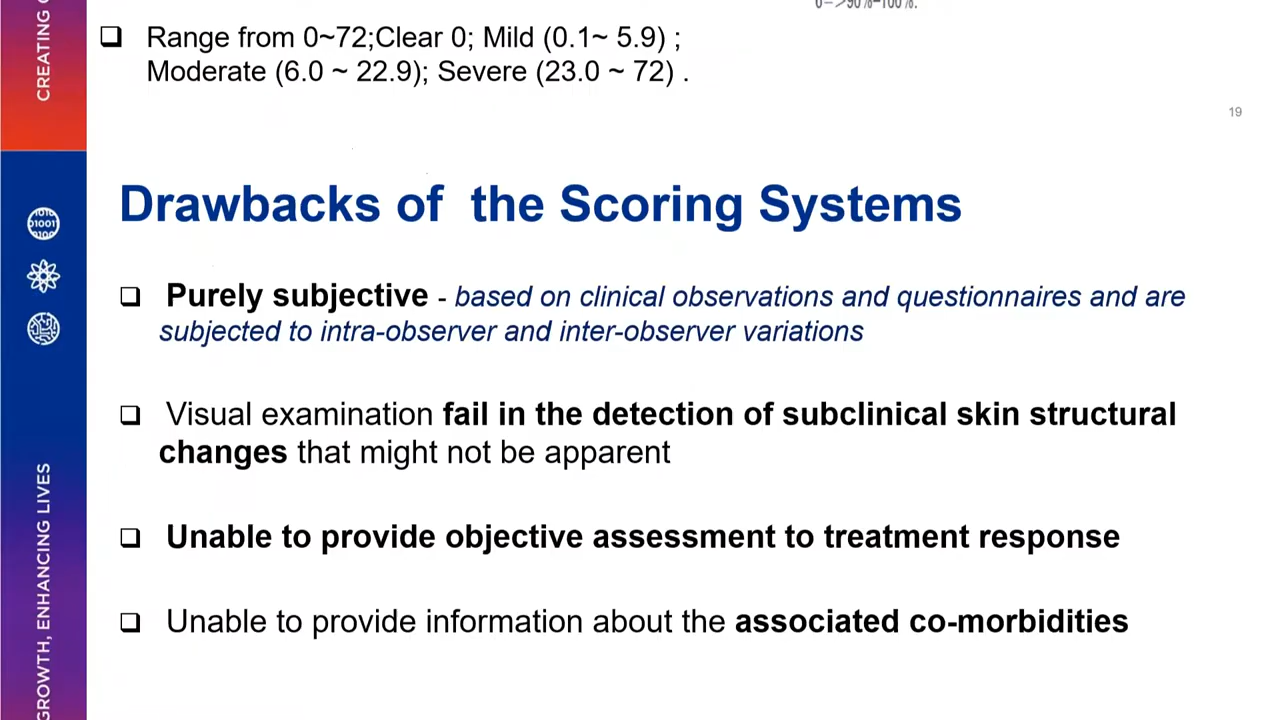 6->90%-100%.
Range from 0~72;Clear 0; Mild (0.1~ 5.9) ;
Moderate (6.0 ~ 22.9); Severe (23.0 ~ 72) .
19
Drawbacks of the Scoring Systems
Purely subjective - based on clinical observations and questionnaires and are
subjected to intra-observer and inter-observer variations
Visual examination fail in the detection of subclinical skin structural
changes that might not be apparent
Unable to provide objective assessment to treatment response
Unable to provide information about the associated co-morbidities
CREATING
GROWTH, ENHANCING LIVES